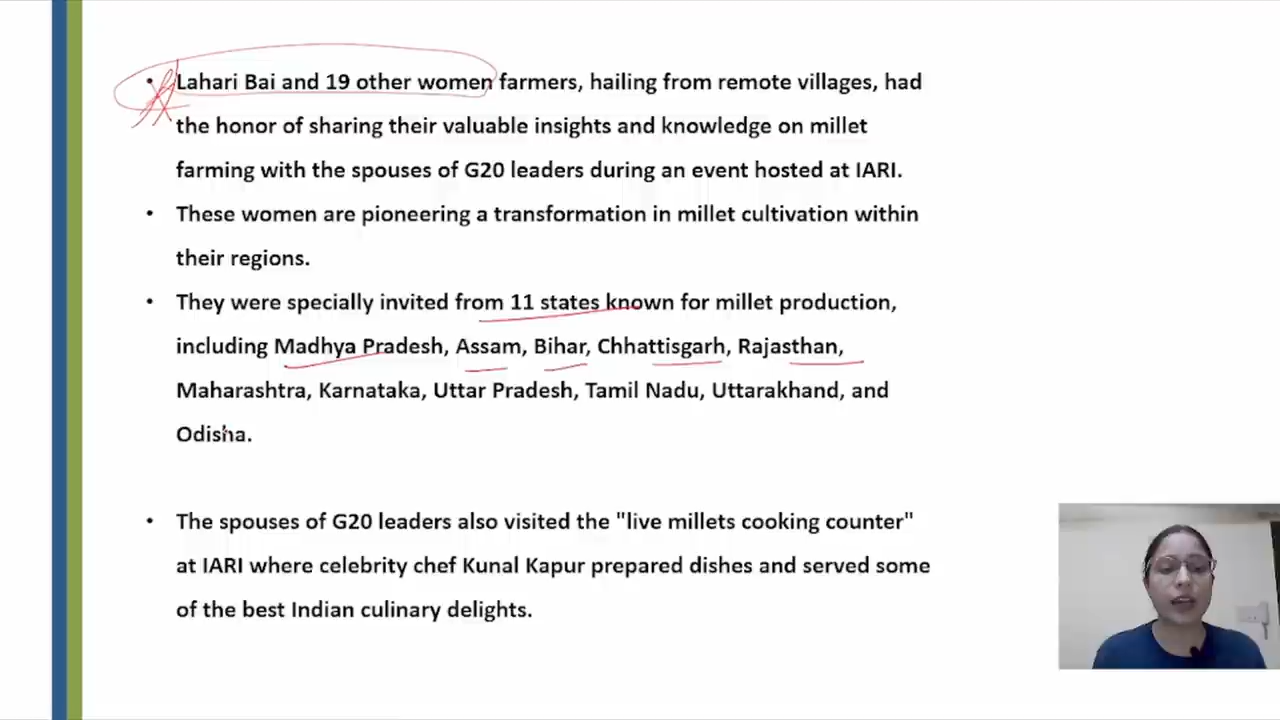 • Lahari Bai and 19 other women farmers, hailing from remote villages, had
the honor of sharing their valuable insights and knowledge on millet
farming with the spouses of G20 leaders during an event hosted at IARI.
• These women are pioneering a transformation in millet cultivation within
their regions.
• They were specially invited from 11 states known for millet production,
including Madhya Pradesh, Assam, Bihar, Chhattisgarh, Rajasthan,
Maharashtra, Karnataka, Uttar Pradesh, Tamil Nadu, Uttarakhand, and
Odisha.
• The spouses of G20 leaders also visited the "live millets cooking counter"
at IARI where celebrity chef Kunal Kapur prepared dishes and served some
of the best Indian culinary delights.